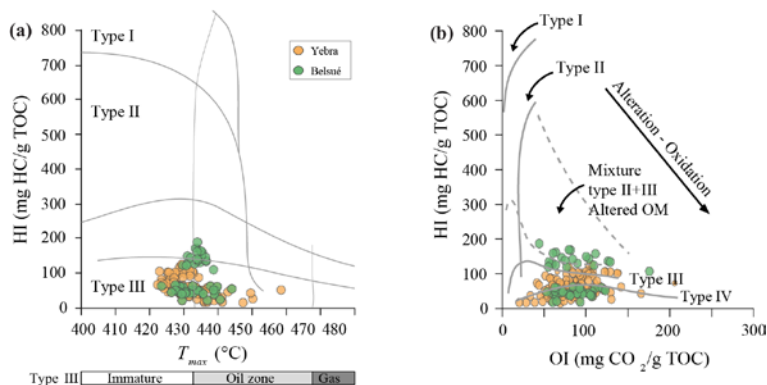 (a)
HI (mg HC/g TOC)
800
700
600
500
400
300
200
100
0
Type I
Type II
Type III
Yebra
Belsué
400 410 420 430 440 450 460 470 480
Tmax (°C)
Type III Immature Oil zone Gas
(b)
HI (mg HC/g TOC)
800
700
600
500
400
300
200
100
0
Type I
Type II
Alteration - Oxidation
Mixture
type II+III
Altered OM
Type III
Type IV
0 100 200 300
OI (mg CO2/g TOC)